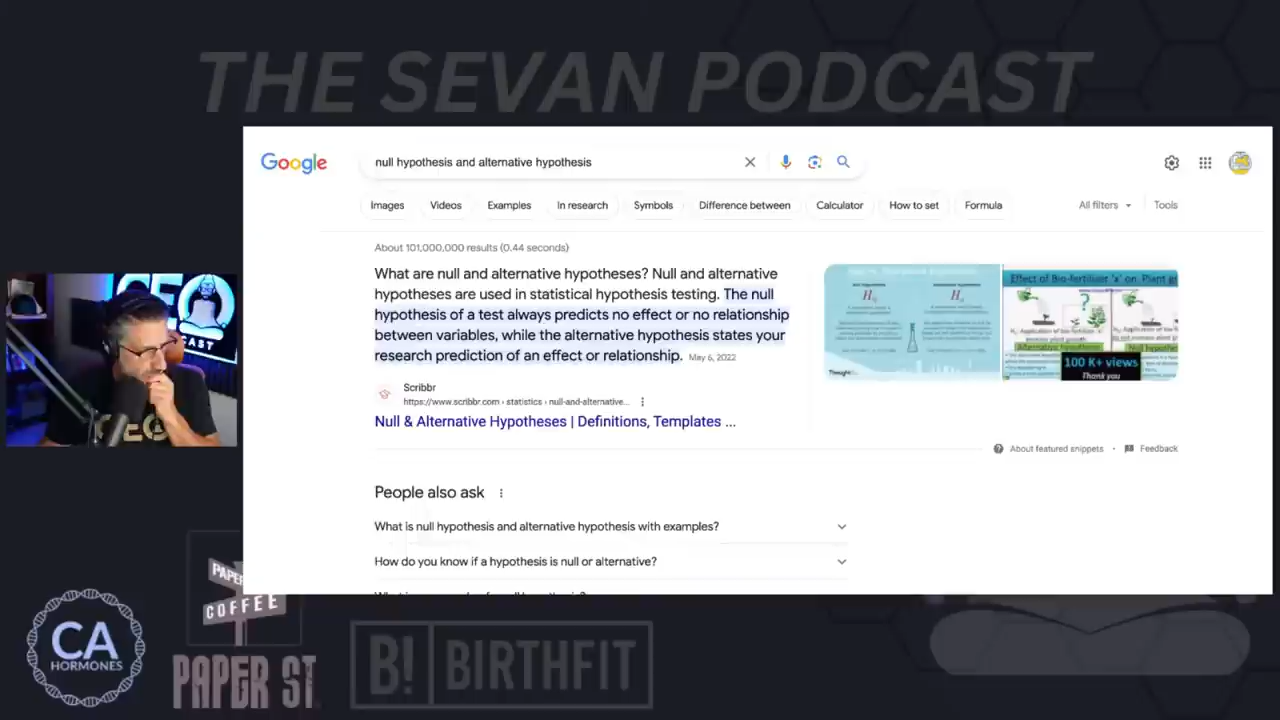 THE SEVAN PODCAST
Google
null hypothesis and alternative hypothesis
Images Videos Examples In research Symbols Difference between Calculator How to set Formula All filters Tools
About 101,000,000 results (0.44 seconds)
What are null and alternative hypotheses? Null and alternative
hypotheses are used in statistical hypothesis testing. The null
hypothesis of a test always predicts no effect or no relationship
between variables, while the alternative hypothesis states your
research prediction of an effect or relationship. May 6, 2022
Scribbr
https://www.scribbr.com › statistics › null-and-alternative...
Null & Alternative Hypotheses | Definitions, Templates ...
Effect of Bio-fertilizer 'a' on Plant
100 K+ views
Thank you
About featured snippets • Feedback
People also ask
What is null hypothesis and alternative hypothesis with examples?
How do you know if a hypothesis is null or alternative?
CEO
CAST
CA
HORMONES
PAPER
COFFEE
PAPER ST
B! BIRTHFIT